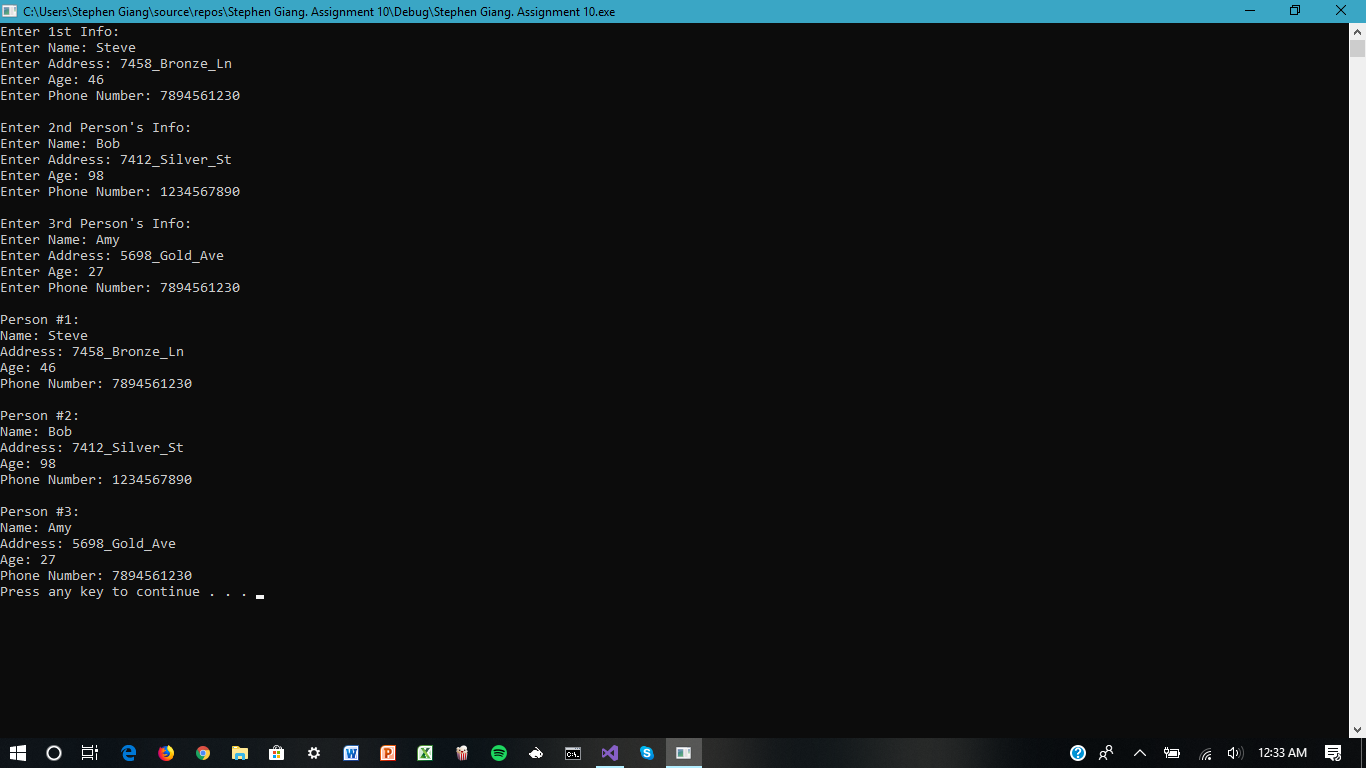 C:\Users\Stephen Giang\source\repos\Stephen Giang. Assignment 10\Debug\Stephen Giang. Assignment 10.exe
Enter 1st Info:
Enter Name: Steve
Enter Address: 7458_Bronze_Ln
Enter Age: 46
Enter Phone Number: 7894561230
Enter 2nd Person's Info:
Enter Name: Bob
Enter Address: 7412_Silver_St
Enter Age: 98
Enter Phone Number: 1234567890
Enter 3rd Person's Info:
Enter Name: Amy
Enter Address: 5698_Gold_Ave
Enter Age: 27
Enter Phone Number: 7894561230
Person #1:
Name: Steve
Address: 7458_Bronze_Ln
Age: 46
Phone Number: 7894561230
Person #2:
Name: Bob
Address: 7412_Silver_St
Age: 98
Phone Number: 1234567890
Person #3:
Name: Amy
Address: 5698_Gold_Ave
Age: 27
Phone Number: 7894561230
Press any key to continue . . .
12:33 AM